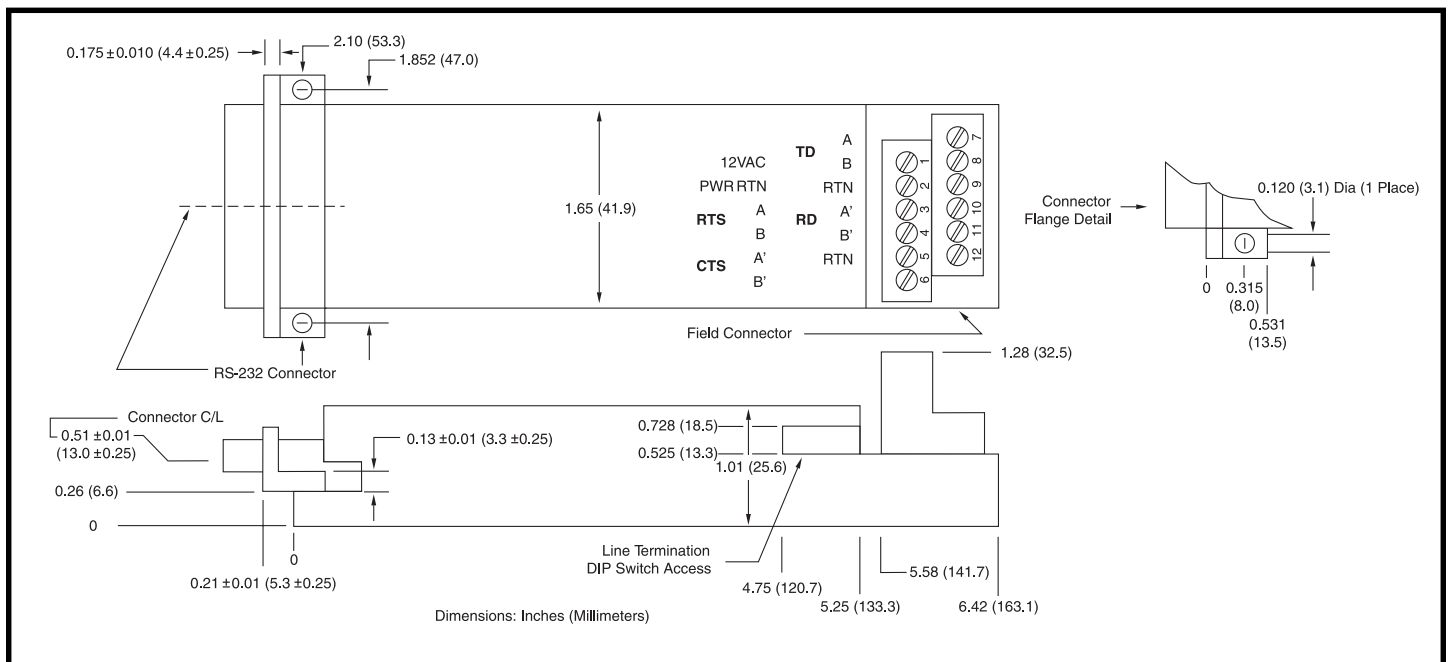 0.175±0.010 (4.4±0.25)
2.10 (53.3)
1.852 (47.0)
1.65 (41.9)
12VAC
PWR RTN
RTS
A
B
CTS
A'
B'
TD
A
B
RTN
RD
A'
B'
RTN
1
2
3
4
5
6
7
8
9
10
11
12
Field Connector
RS-232 Connector
Connector
Flange Detail
0.120 (3.1) Dia (1 Place)
0
0.315
(8.0)
0.531
(13.5)
Connector C/L
0.51 ±0.01
(13.0 ±0.25)
0.13 ±0.01 (3.3 ±0.25)
0.26 (6.6)
0
0
0.21 ±0.01 (5.3 ±0.25)
0.728 (18.5)
0.525 (13.3)
1.01 (25.6)
1.28 (32.5)
Line Termination
DIP Switch Access
4.75 (120.7)
5.25 (133.3)
5.58 (141.7)
6.42 (163.1)
Dimensions: Inches (Millimeters)